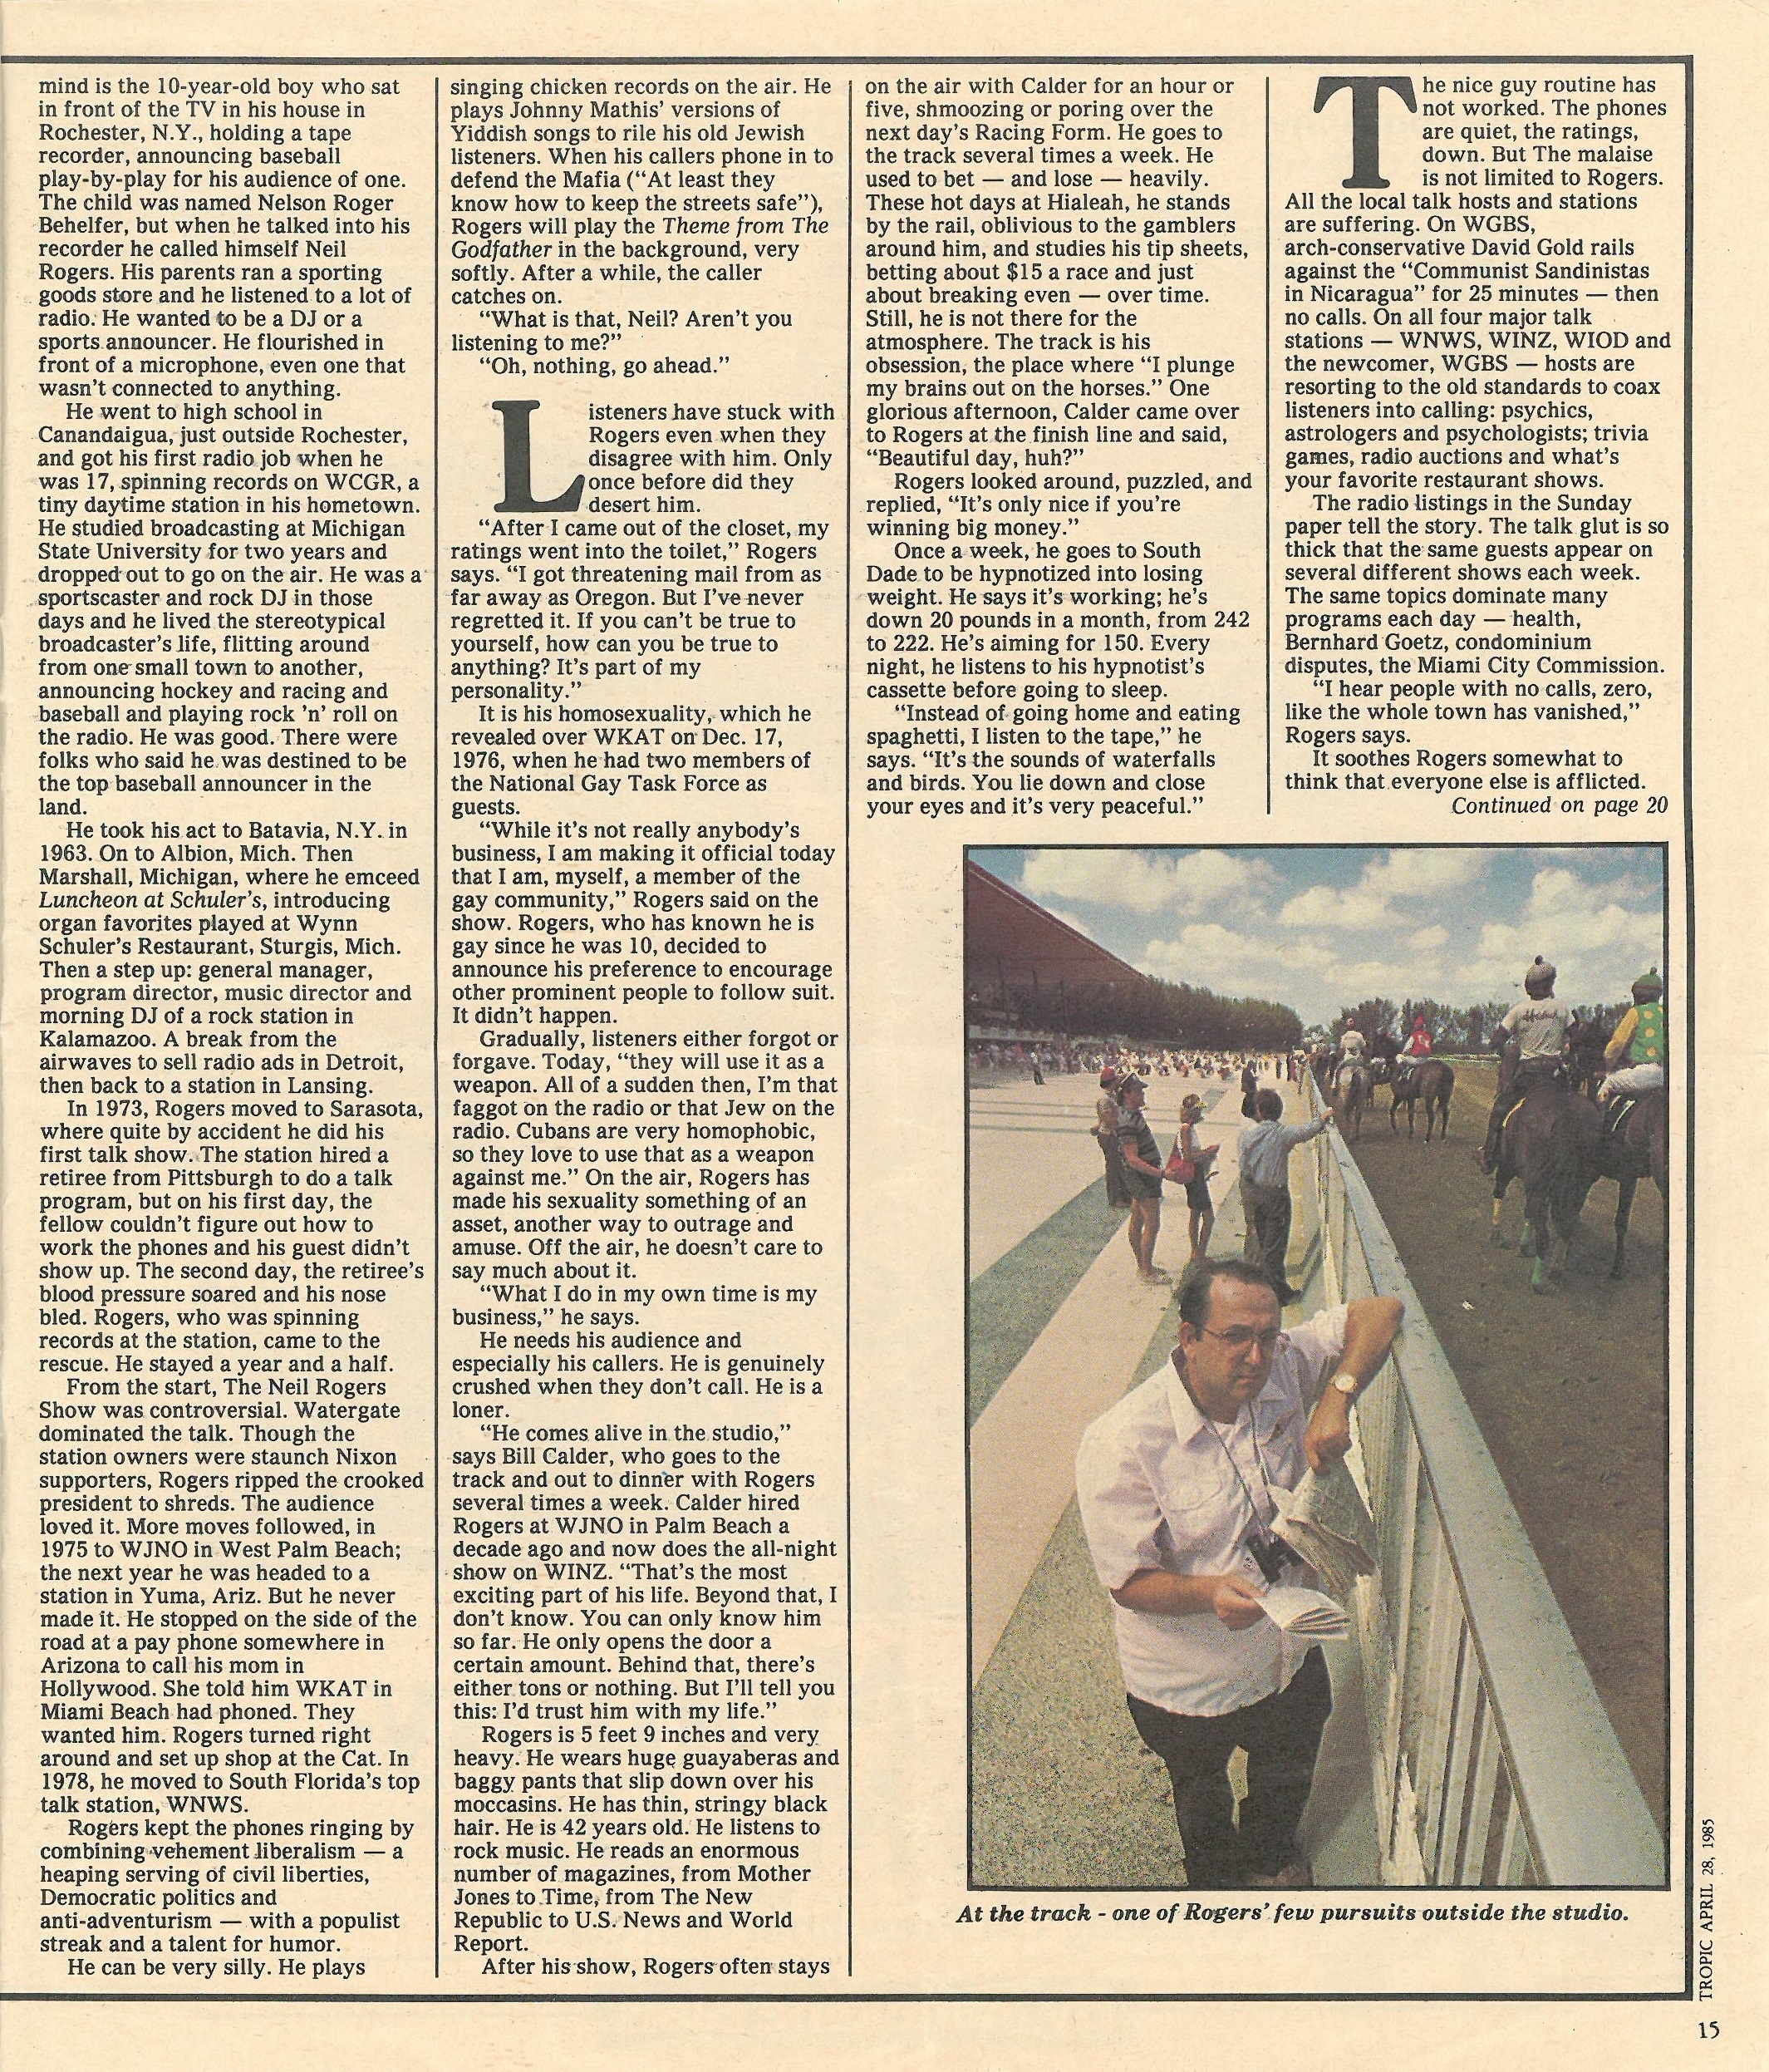 mind is the 10-year-old boy who sat
in front of the TV in his house in
Rochester, N.Y., holding a tape
recorder, announcing baseball
play-by-play for his audience of one.
The child was named Nelson Roger
Behelfer, but when he talked into his
recorder he called himself Neil
Rogers. His parents ran a sporting
goods store and he listened to a lot of
radio. He wanted to be a DJ or a
sports announcer. He flourished in
front of a microphone, even one that
wasn't connected to anything.
He went to high school in
Canandaigua, just outside Rochester,
and got his first radio job when he
was 17, spinning records on WCGR, a
tiny daytime station in his hometown.
He studied broadcasting at Michigan
State University for two years and
dropped out to go on the air. He was a
sportscaster and rock DJ in those
days and he lived the stereotypical
broadcaster's life, flitting around
from one small town to another,
announcing hockey and racing and
baseball and playing rock 'n' roll on
the radio. He was good. There were
folks who said he was destined to be
the top baseball announcer in the
land.
He took his act to Batavia, N.Y. in
1963. On to Albion, Mich. Then
Marshall, Michigan, where he emceed
Luncheon at Schuler's, introducing
organ favorites played at Wynn
Schuler's Restaurant, Sturgis, Mich.
Then a step up: general manager,
program director, music director and
morning DJ of a rock station in
Kalamazoo. A break from the
airwaves to sell radio ads in Detroit,
then back to a station in Lansing.
In 1973, Rogers moved to Sarasota,
where quite by accident he did his
first talk show. The station hired a
retiree from Pittsburgh to do a talk
program, but on his first day, the
fellow couldn't figure out how to
work the phones and his guest didn't
show up. The second day, the retiree's
blood pressure soared and his nose
bled. Rogers, who was spinning
records at the station, came to the
rescue. He stayed a year and a half.
From the start, The Neil Rogers
Show was controversial. Watergate
dominated the talk. Though the
station owners were staunch Nixon
supporters, Rogers ripped the crooked
president to shreds. The audience
loved it. More moves followed, in
1975 to WJNO in West Palm Beach;
the next year he was headed to a
station in Yuma, Ariz. But he never
made it. He stopped on the side of the
road at a pay phone somewhere in
Arizona to call his mom in
Hollywood. She told him WKAT in
Miami Beach had phoned. They
wanted him. Rogers turned right
around and set up shop at the Cat. In
1978, he moved to South Florida's top
talk station, WNWS.
Rogers kept the phones ringing by
combining vehement liberalism — a
heaping serving of civil liberties,
Democratic politics and
anti-adventurism — with a populist
streak and a talent for humor.
He can be very silly. He plays
singing chicken records on the air. He
plays Johnny Mathis' versions of
Yiddish songs to rile his old Jewish
listeners. When his callers phone in to
defend the Mafia ("At least they
know how to keep the streets safe"),
Rogers will play the Theme from The
Godfather in the background, very
softly. After a while, the caller
catches on.
"What is that, Neil? Aren't you
listening to me?"
"Oh, nothing, go ahead."
Listeners have stuck with
Rogers even when they
disagree with him. Only
once before did they
desert him.
"After I came out of the closet, my
ratings went into the toilet," Rogers
says. "I got threatening mail from as
far away as Oregon. But I've never
regretted it. If you can't be true to
yourself, how can you be true to
anything? It's part of my
personality."
It is his homosexuality, which he
revealed over WKAT on Dec. 17,
1976, when he had two members of
the National Gay Task Force as
guests.
"While it's not really anybody's
business, I am making it official today
that I am, myself, a member of the
gay community," Rogers said on the
show. Rogers, who has known he is
gay since he was 10, decided to
announce his preference to encourage
other prominent people to follow suit.
It didn't happen.
Gradually, listeners either forgot or
forgave. Today, "they will use it as a
weapon. All of a sudden then, I'm that
faggot on the radio or that Jew on the
radio. Cubans are very homophobic,
so they love to use that as a weapon
against me." On the air, Rogers has
made his sexuality something of an
asset, another way to outrage and
amuse. Off the air, he doesn't care to
say much about it.
"What I do in my own time is my
business," he says.
He needs his audience and
especially his callers. He is genuinely
crushed when they don't call. He is a
loner.
"He comes alive in the studio,"
says Bill Calder, who goes to the
track and out to dinner with Rogers
several times a week. Calder hired
Rogers at WJNO in Palm Beach a
decade ago and now does the all-night
show on WINZ. "That's the most
exciting part of his life. Beyond that, I
don't know. You can only know him
so far. He only opens the door a
certain amount. Behind that, there's
either tons or nothing. But I'll tell you
this: I'd trust him with my life."
Rogers is 5 feet 9 inches and very
heavy. He wears huge guayaberas and
baggy pants that slip down over his
moccasins. He has thin, stringy black
hair. He is 42 years old. He listens to
rock music. He reads an enormous
number of magazines, from Mother
Jones to Time, from The New
Republic to U.S. News and World
Report.
After his show, Rogers often stays
on the air with Calder for an hour or
five, shmoozing or poring over the
next day's Racing Form. He goes to
the track several times a week. He
used to bet — and lose — heavily.
These hot days at Hialeah, he stands
by the rail, oblivious to the gamblers
around him, and studies his tip sheets,
betting about $15 a race and just
about breaking even — over time.
Still, he is not there for the
atmosphere. The track is his
obsession, the place where "I plunge
my brains out on the horses." One
glorious afternoon, Calder came over
to Rogers at the finish line and said,
"Beautiful day, huh?"
Rogers looked around, puzzled, and
replied, "It's only nice if you're
winning big money."
Once a week, he goes to South
Dade to be hypnotized into losing
weight. He says it's working; he's
down 20 pounds in a month, from 242
to 222. He's aiming for 150. Every
night, he listens to his hypnotist's
cassette before going to sleep.
"Instead of going home and eating
spaghetti, I listen to the tape," he
says. "It's the sounds of waterfalls
and birds. You lie down and close
your eyes and it's very peaceful."
The nice guy routine has
not worked. The phones
are quiet, the ratings,
down. But The malaise
is not limited to Rogers.
All the local talk hosts and stations
are suffering. On WGBS,
arch-conservative David Gold rails
against the "Communist Sandinistas
in Nicaragua" for 25 minutes — then
no calls. On all four major talk
stations — WNWS, WINZ, WIOD and
the newcomer, WGBS — hosts are
resorting to the old standards to coax
listeners into calling: psychics,
astrologers and psychologists; trivia
games, radio auctions and what's
your favorite restaurant shows.
The radio listings in the Sunday
paper tell the story. The talk glut is so
thick that the same guests appear on
several different shows each week.
The same topics dominate many
programs each day — health,
Bernhard Goetz, condominium
disputes, the Miami City Commission.
"I hear people with no calls, zero,
like the whole town has vanished,"
Rogers says.
It soothes Rogers somewhat to
think that everyone else is afflicted.
Continued on page 20
At the track - one of Rogers' few pursuits outside the studio.
TROPIC APRIL 28, 1985
15